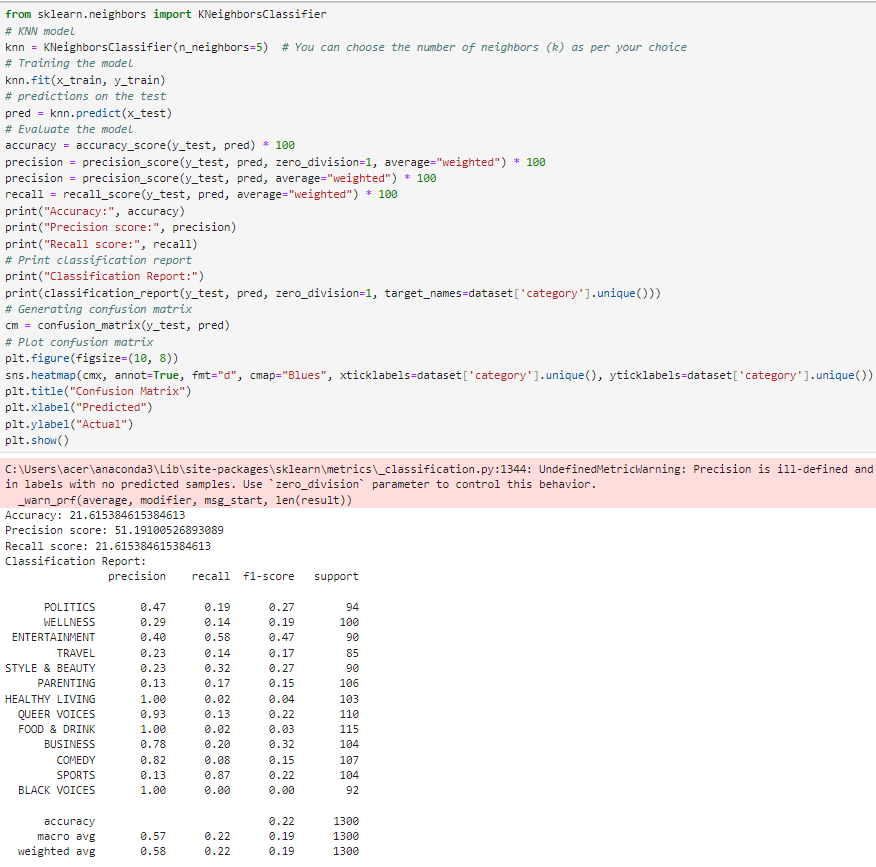 from sklearn.neighbors import KNeighborsClassifier
# KNN model
knn = KNeighborsClassifier(n_neighbors=5)  # You can choose the number of neighbors (k) as per your choice
# Training the model
knn.fit(x_train, y_train)
# predictions on the test
pred = knn.predict(x_test)
# Evaluate the model
accuracy = accuracy_score(y_test, pred) * 100
precision = precision_score(y_test, pred, zero_division=1, average="weighted") * 100
precision = precision_score(y_test, pred, average="weighted") * 100
recall = recall_score(y_test, pred, average="weighted") * 100
print("Accuracy:", accuracy)
print("Precision score:", precision)
print("Recall score:", recall)
# Print classification report
print("Classification Report:")
print(classification_report(y_test, pred, zero_division=1, target_names=dataset['category'].unique()))
# Generating confusion matrix
cm = confusion_matrix(y_test, pred)
# Plot confusion matrix
plt.figure(figsize=(10, 8))
sns.heatmap(cmx, annot=True, fmt="d", cmap="Blues", xticklabels=dataset['category'].unique(), yticklabels=dataset['category'].unique())
plt.title("Confusion Matrix")
plt.xlabel("Predicted")
plt.ylabel("Actual")
plt.show()
C:\Users\acer\anaconda3\Lib\site-packages\sklearn\metrics\_classification.py:1344: UndefinedMetricWarning: Precision is ill-defined and
in labels with no predicted samples. Use `zero_division` parameter to control this behavior.
  _warn_prf(average, modifier, msg_start, len(result))
Accuracy: 21.615384615384613
Precision score: 51.19100526893089
Recall score: 21.615384615384613
Classification Report:
precision recall f1-score support
POLITICS 0.47 0.19 0.27 94
WELLNESS 0.29 0.14 0.19 100
ENTERTAINMENT 0.40 0.58 0.47 90
TRAVEL 0.23 0.14 0.17 85
STYLE & BEAUTY 0.23 0.32 0.27 90
PARENTING 0.13 0.17 0.15 106
HEALTHY LIVING 1.00 0.02 0.04 103
QUEER VOICES 0.93 0.13 0.22 110
FOOD & DRINK 1.00 0.02 0.03 115
BUSINESS 0.78 0.20 0.32 104
COMEDY 0.82 0.08 0.15 107
SPORTS 0.13 0.87 0.22 104
BLACK VOICES 1.00 0.00 0.00 92
accuracy 0.22 1300
macro avg 0.57 0.22 0.19 1300
weighted avg 0.58 0.22 0.19 1300